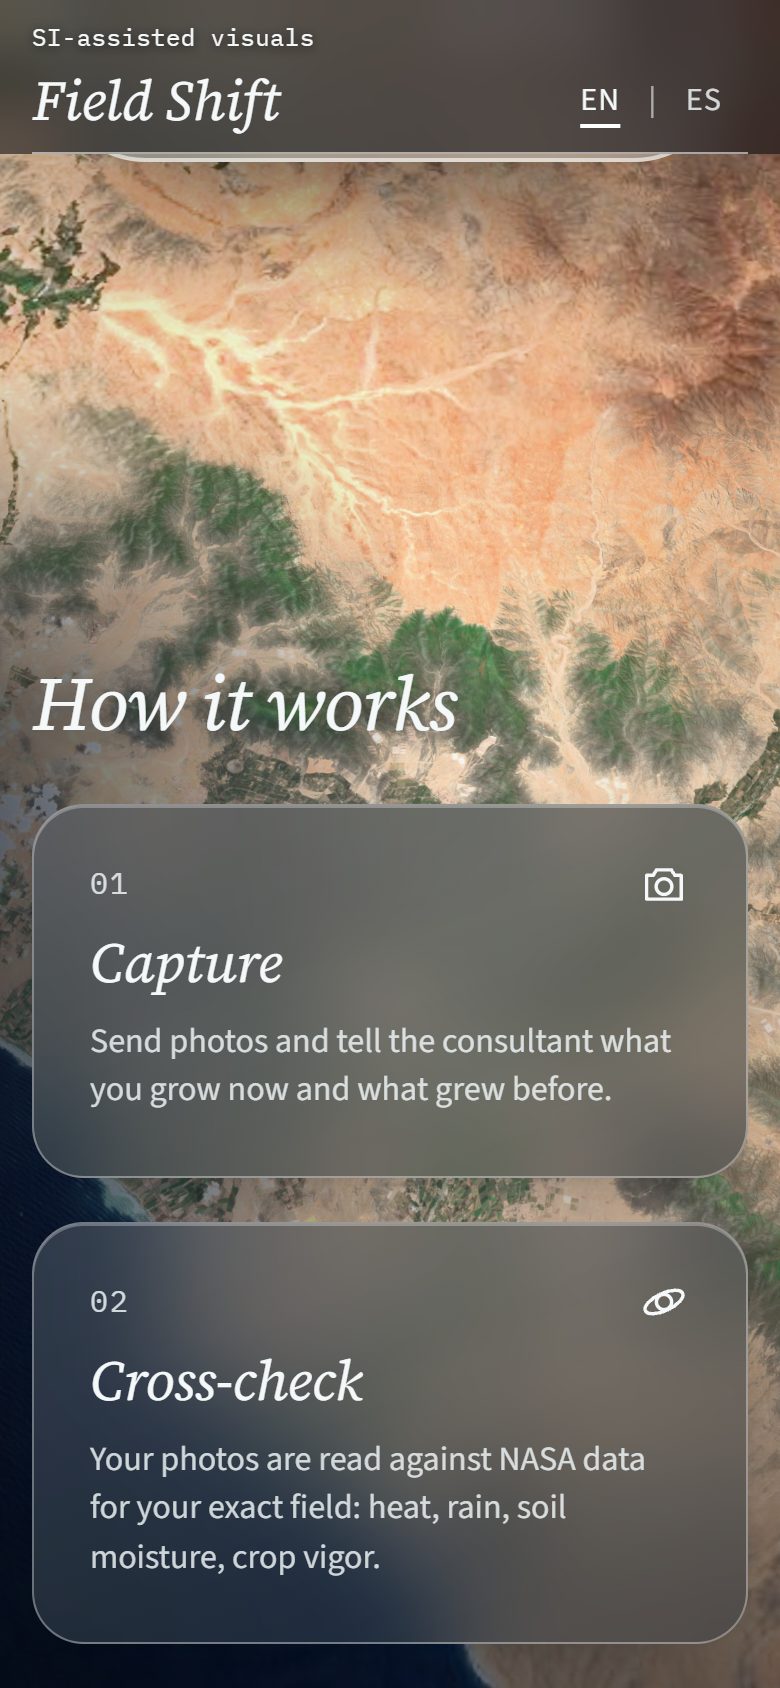 SI-assisted visuals
Field Shift
EN | ES
How it works
01
Capture
Send photos and tell the consultant what
you grow now and what grew before.
02
Cross-check
Your photos are read against NASA data
for your exact field: heat, rain, soil
moisture, crop vigor.